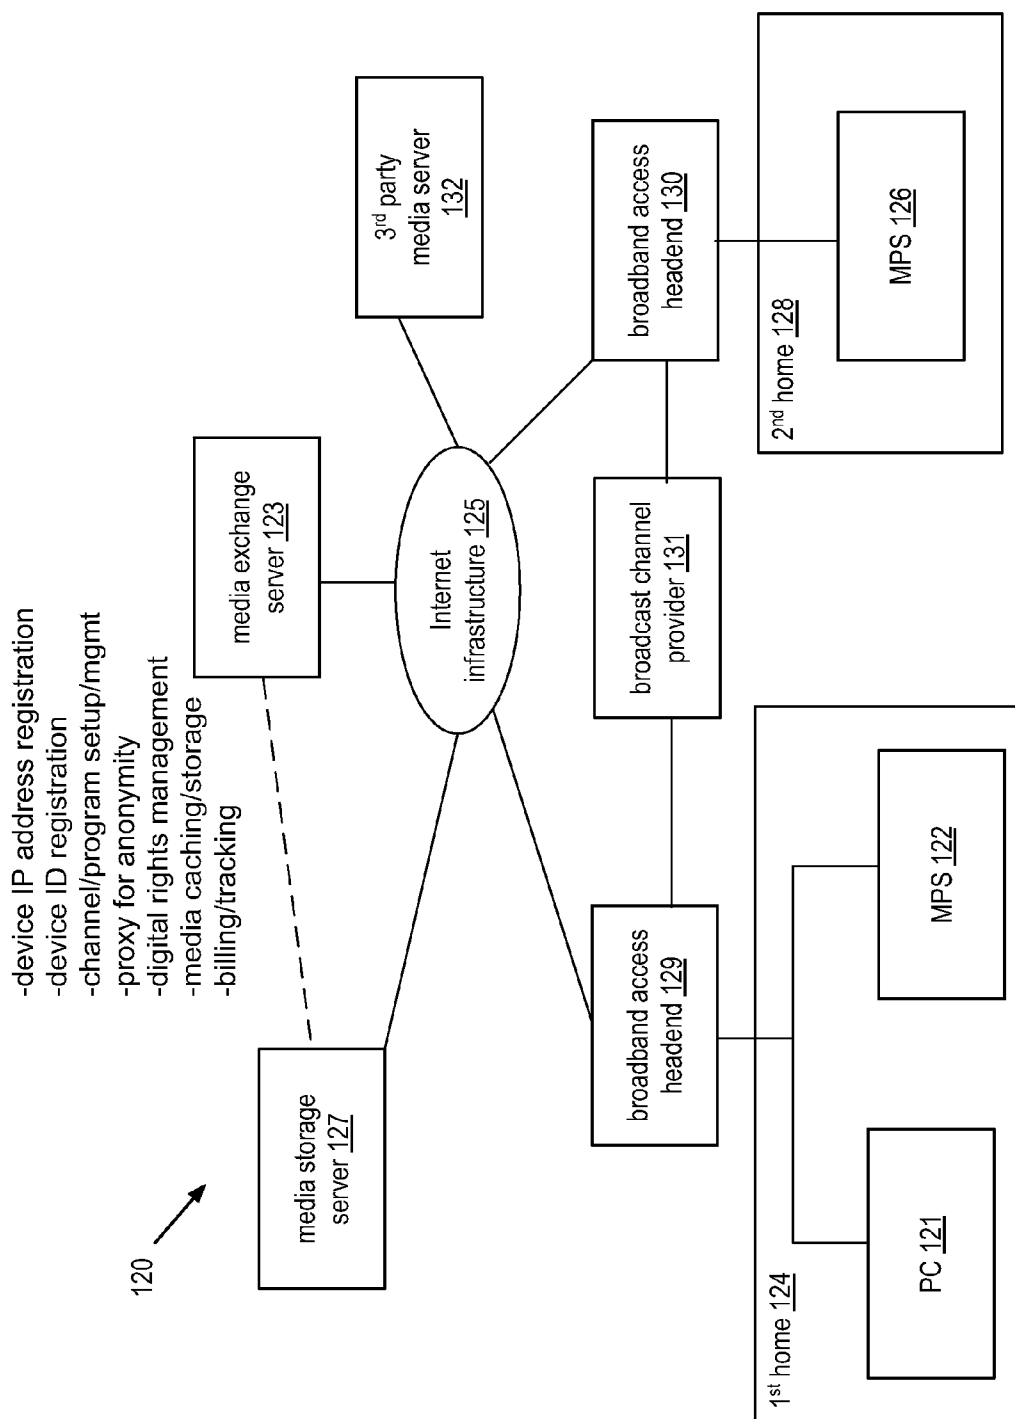 -device IP address registration
-device ID registration
-channel/program setup/mgmt
-proxy for anonymity
-digital rights management
-media caching/storage
-billing/tracking
120
media storage
server 127
media exchange
server 123
3rd party
media server
132
Internet
infrastructure 125
broadband access
headend 129
broadcast channel
provider 131
broadband access
headend 130
1st home 124
PC 121
MPS 122
2nd home 128
MPS 126